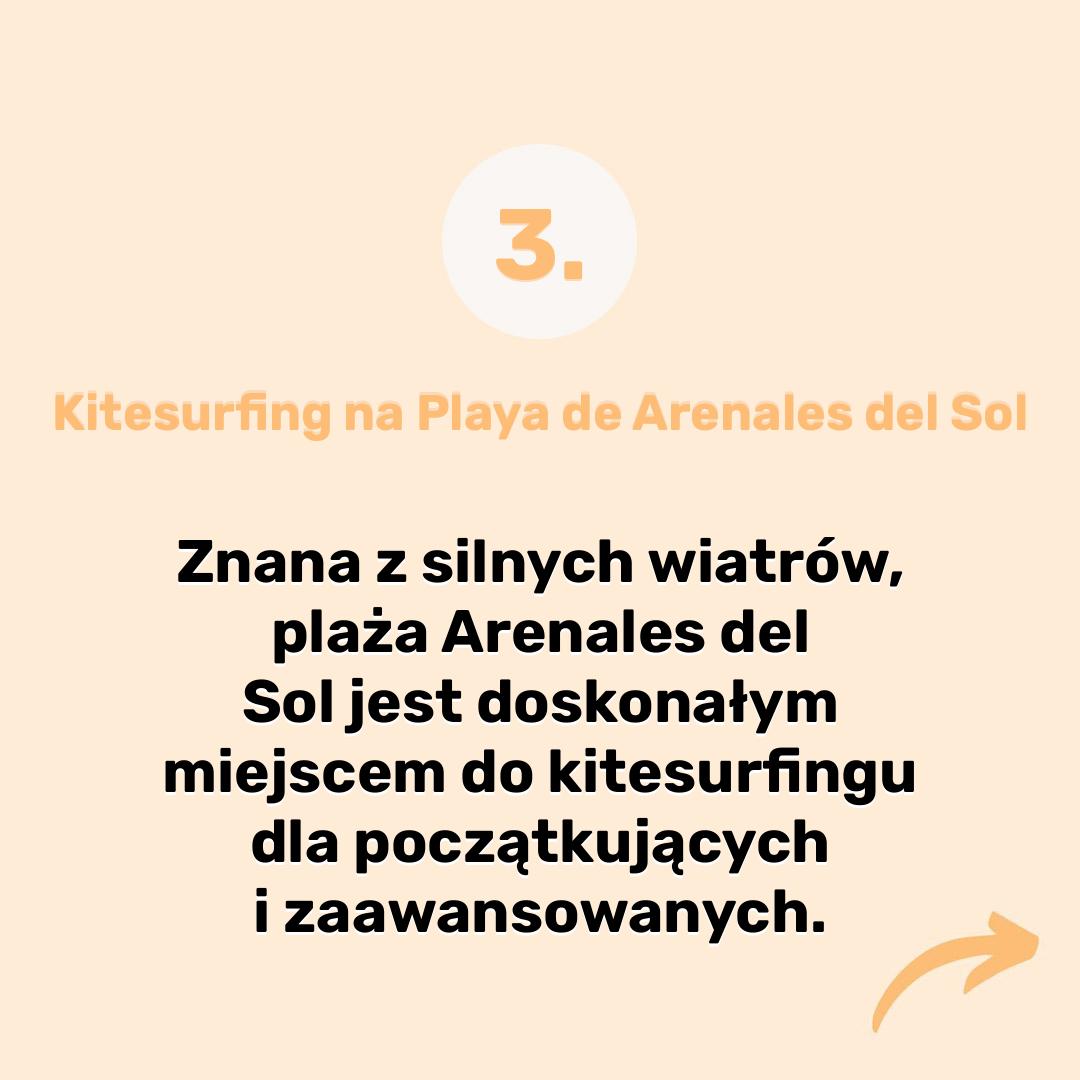 3.
Kitesurfing na Playa de Arenales del Sol
Znana z silnych wiatrów,
plaża Arenales del
Sol jest doskonałym
miejscem do kitesurfingu
dla początkujących
i zaawansowanych.